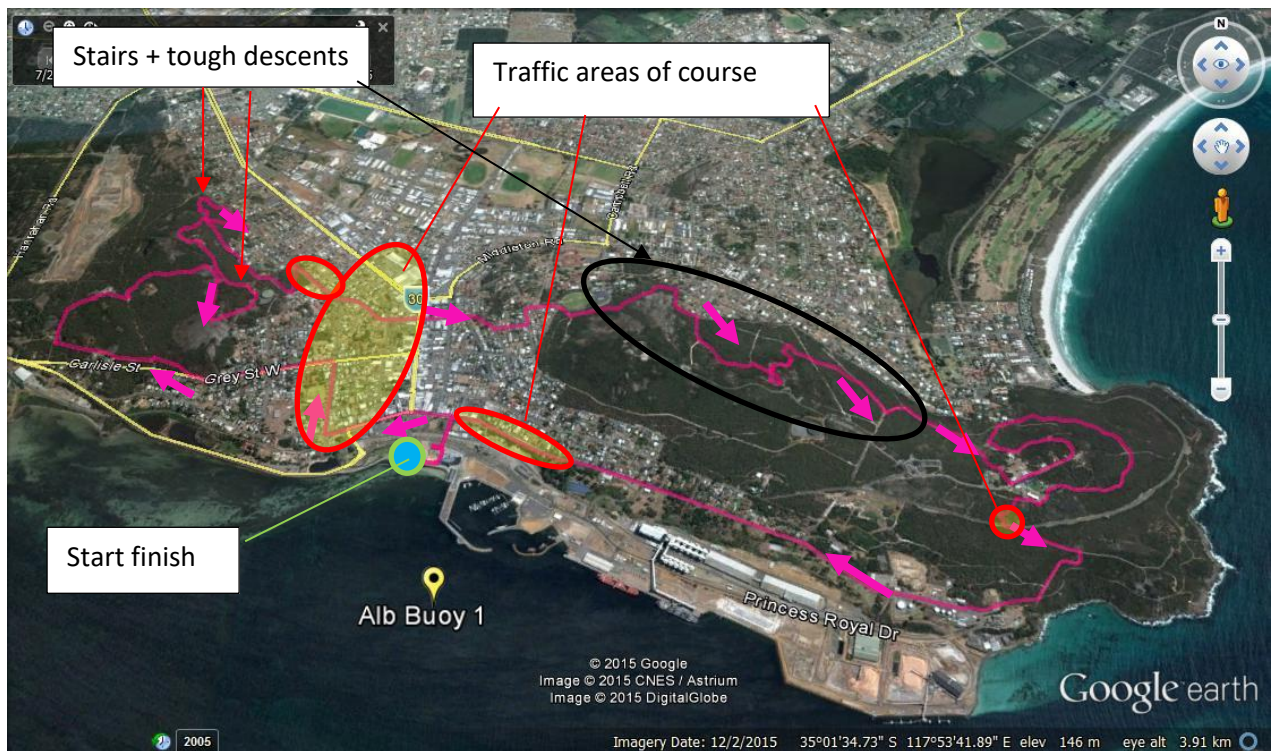 Stairs + tough descents
Traffic areas of course
N
Campbell Rd
Middleton Rd
30
Carlisle St
Grey St W
Start finish
Alb Buoy 1
Princess Royal Dr
© 2015 Google
Image © 2015 CNES / Astrium
Image © 2015 DigitalGlobe
Google earth
2005
Imagery Date: 12/2/2015 35°01'34.73" S 117°53'41.89" E elev 146 m eye alt 3.91 km